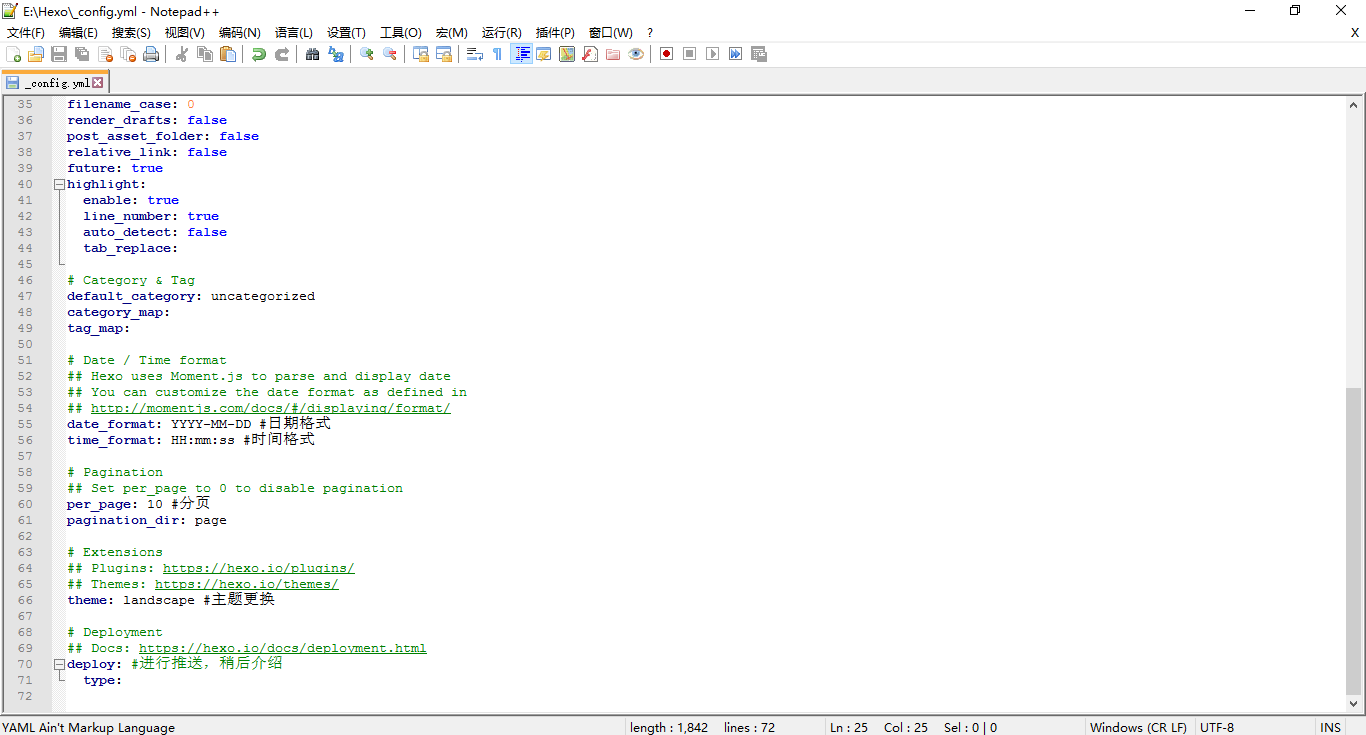 E:\Hexo\_config.yml - Notepad++
文件(F) 编辑(E) 搜索(S) 视图(V) 编码(N) 语言(L) 设置(T) 工具(O) 宏(M) 运行(R) 插件(P) 窗口(W) ? X
_config.yml
35 filename_case: 0
36 render_drafts: false
37 post_asset_folder: false
38 relative_link: false
39 future: true
40 highlight:
41   enable: true
42   line_number: true
43   auto_detect: false
44   tab_replace:
45
46 # Category & Tag
47 default_category: uncategorized
48 category_map:
49 tag_map:
50
51 # Date / Time format
52 ## Hexo uses Moment.js to parse and display date
53 ## You can customize the date format as defined in
54 ## http://momentjs.com/docs/#/displaying/format/
55 date_format: YYYY-MM-DD #日期格式
56 time_format: HH:mm:ss #时间格式
57
58 # Pagination
59 ## Set per_page to 0 to disable pagination
60 per_page: 10 #分页
61 pagination_dir: page
62
63 # Extensions
64 ## Plugins: https://hexo.io/plugins/
65 ## Themes: https://hexo.io/themes/
66 theme: landscape #主题更换
67
68 # Deployment
69 ## Docs: https://hexo.io/docs/deployment.html
70 deploy: #进行推送，稍后介绍
71   type:
72
YAML Ain't Markup Language length : 1,842 lines : 72 Ln : 25 Col : 25 Sel : 0 | 0 Windows (CR LF) UTF-8 INS